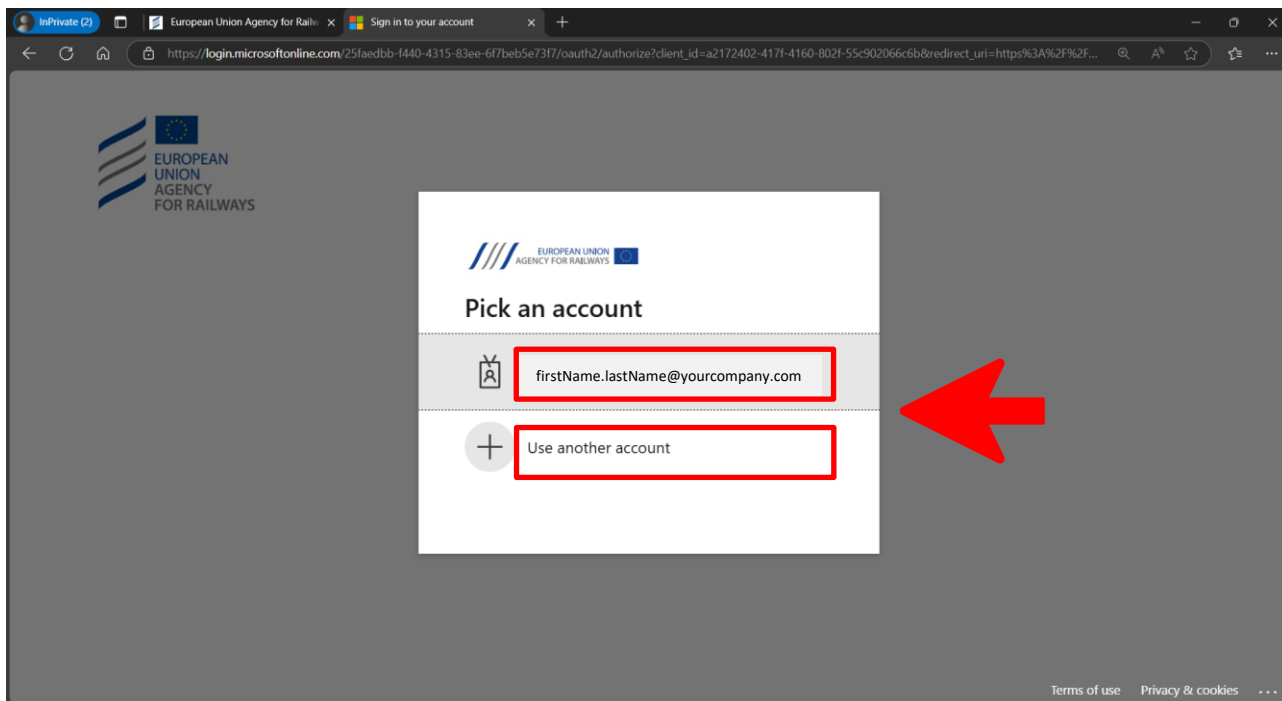 InPrivate (2)
European Union Agency for Railw
Sign in to your account
https://login.microsoftonline.com/25faedbb-f440-4315-83ee-6f7beb5e73f7/oauth2/authorize?client_id=a2172402-417f-4160-802f-55c902066c6b&redirect_uri=https%3A%2F%2F...
EUROPEAN
UNION
AGENCY
FOR RAILWAYS
EUROPEAN UNION
AGENCY FOR RAILWAYS
Pick an account
firstName.lastName@yourcompany.com
Use another account
Terms of use Privacy & cookies ...